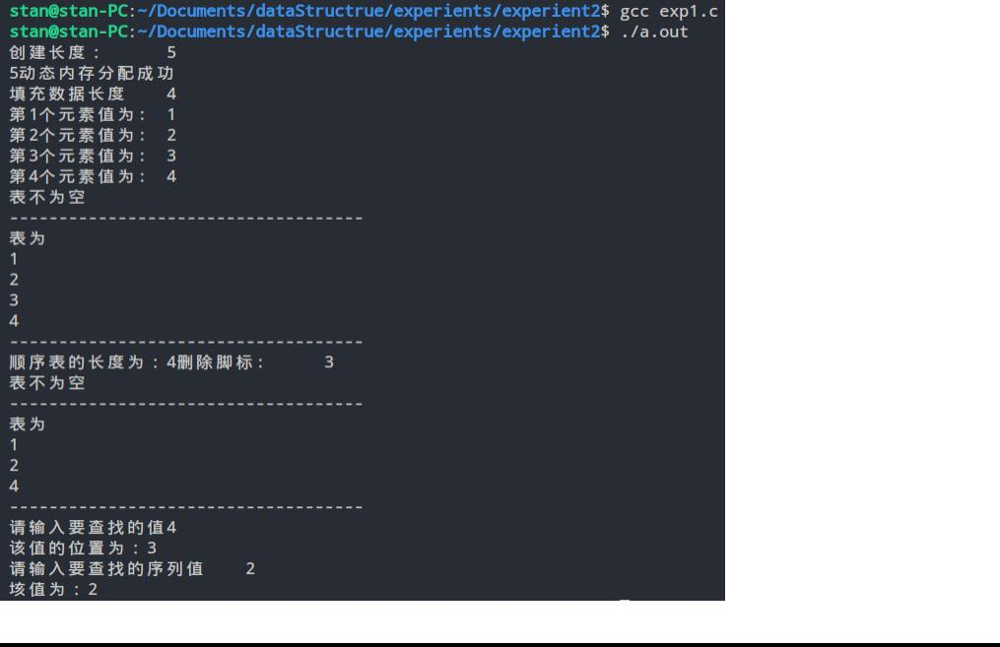 stan@stan-PC:~/Documents/dataStructrue/experients/experient2$ gcc exp1.c
stan@stan-PC:~/Documents/dataStructrue/experients/experient2$ ./a.out
创建长度：      5
5动态内存分配成功
填充数据长度    4
第1个元素值为：  1
第2个元素值为：  2
第3个元素值为：  3
第4个元素值为：  4
表不为空
------------------------------------
表为
1
2
3
4
------------------------------------
顺序表的长度为：4删除脚标：      3
表不为空
------------------------------------
表为
1
2
4
------------------------------------
请输入要查找的值4
该值的位置为：3
请输入要查找的序列值    2
垓值为：2